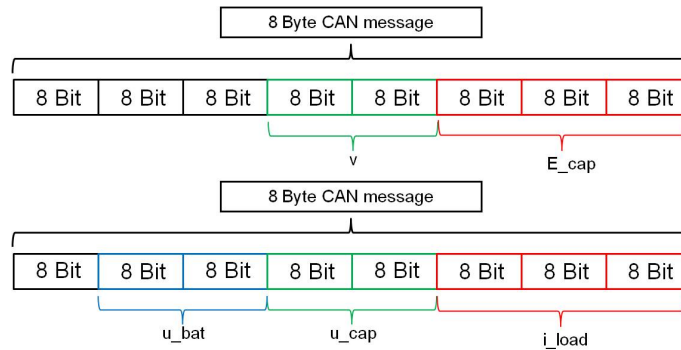 8 Byte CAN message
8 Bit 8 Bit 8 Bit 8 Bit 8 Bit 8 Bit 8 Bit 8 Bit
v E_cap
8 Byte CAN message
8 Bit 8 Bit 8 Bit 8 Bit 8 Bit 8 Bit 8 Bit 8 Bit
u_bat u_cap i_load